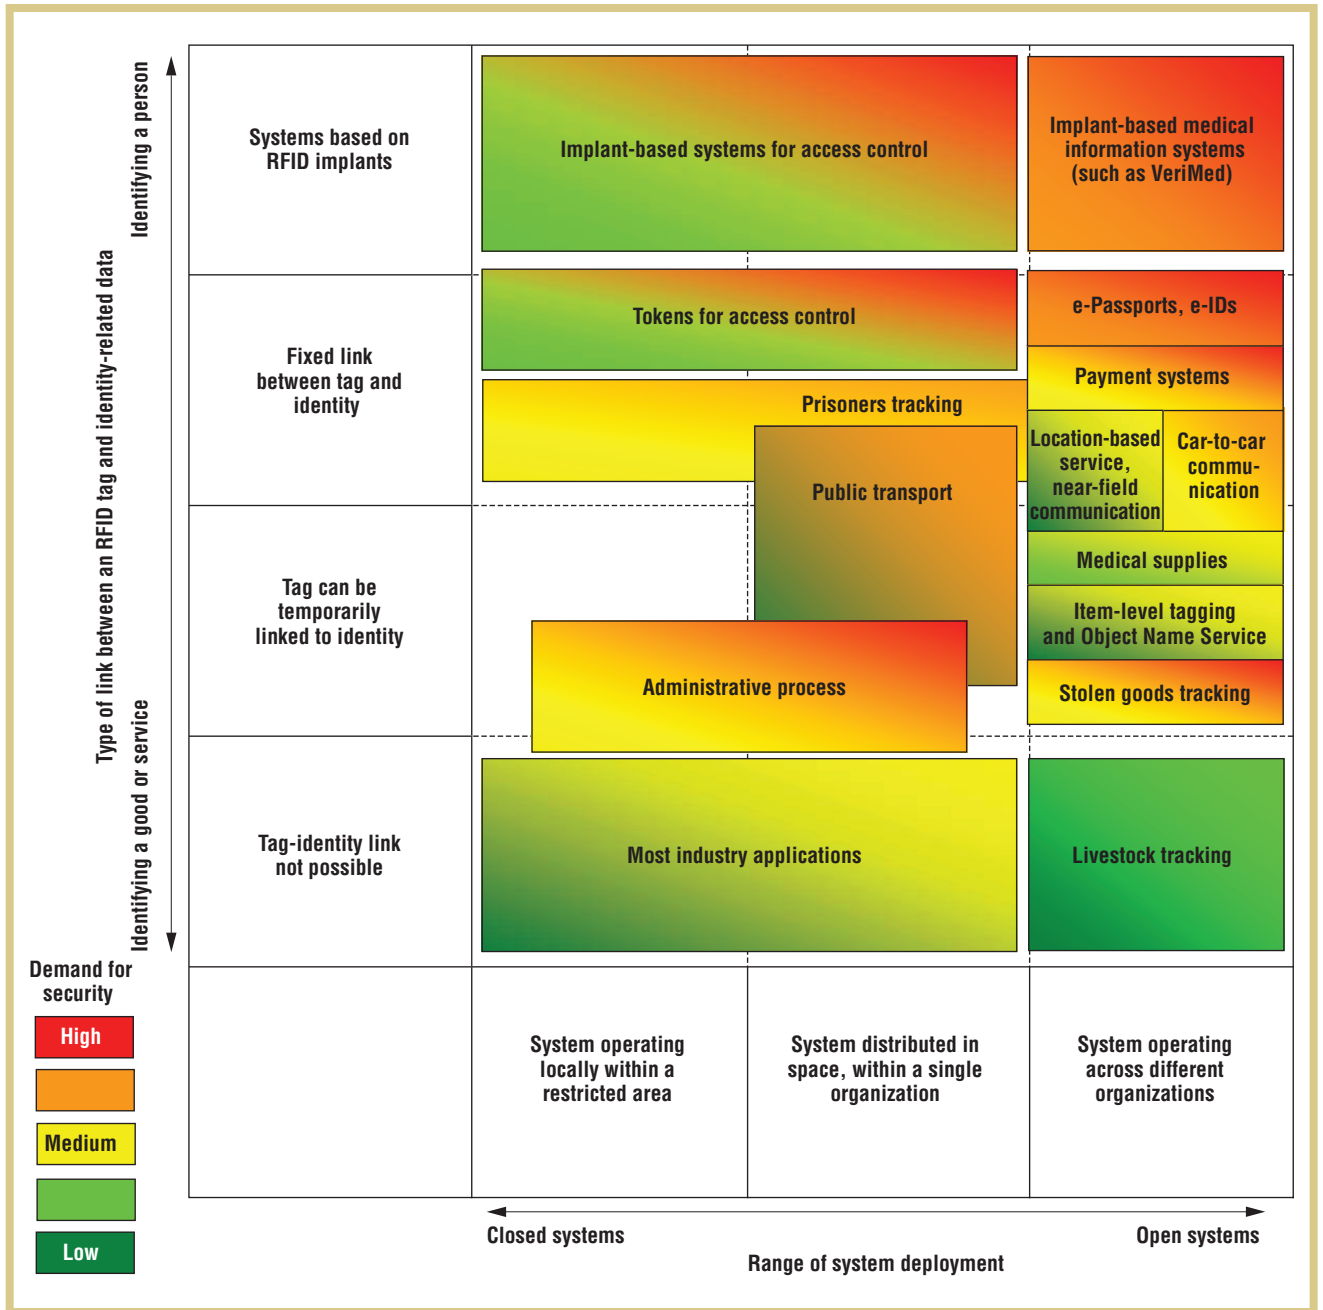 Identifying a person
Type of link between an RFID tag and identity-related data
Identifying a good or service
Systems based on
RFID implants
Implant-based systems for access control
Implant-based medical
information systems
(such as VeriMed)
Fixed link
between tag and
identity
Tokens for access control
e-Passports, e-IDs
Payment systems
Prisoners tracking
Location-based
service,
near-field
communication
Car-to-car
commu-
nication
Public transport
Tag can be
temporarily
linked to identity
Medical supplies
Item-level tagging
and Object Name Service
Administrative process
Stolen goods tracking
Tag-identity link
not possible
Most industry applications
Livestock tracking
Demand for
security
High
Medium
Low
System operating
locally within a
restricted area
System distributed in
space, within a single
organization
System operating
across different
organizations
Closed systems
Open systems
Range of system deployment